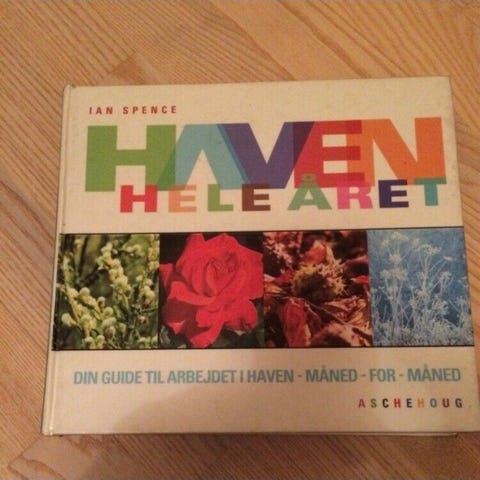 IAN SPENCE
HAVEN
HELE ÅRET
DIN GUIDE TIL ARBEJDET I HAVEN - MÅNED - FOR - MÅNED
ASCHEHOUG